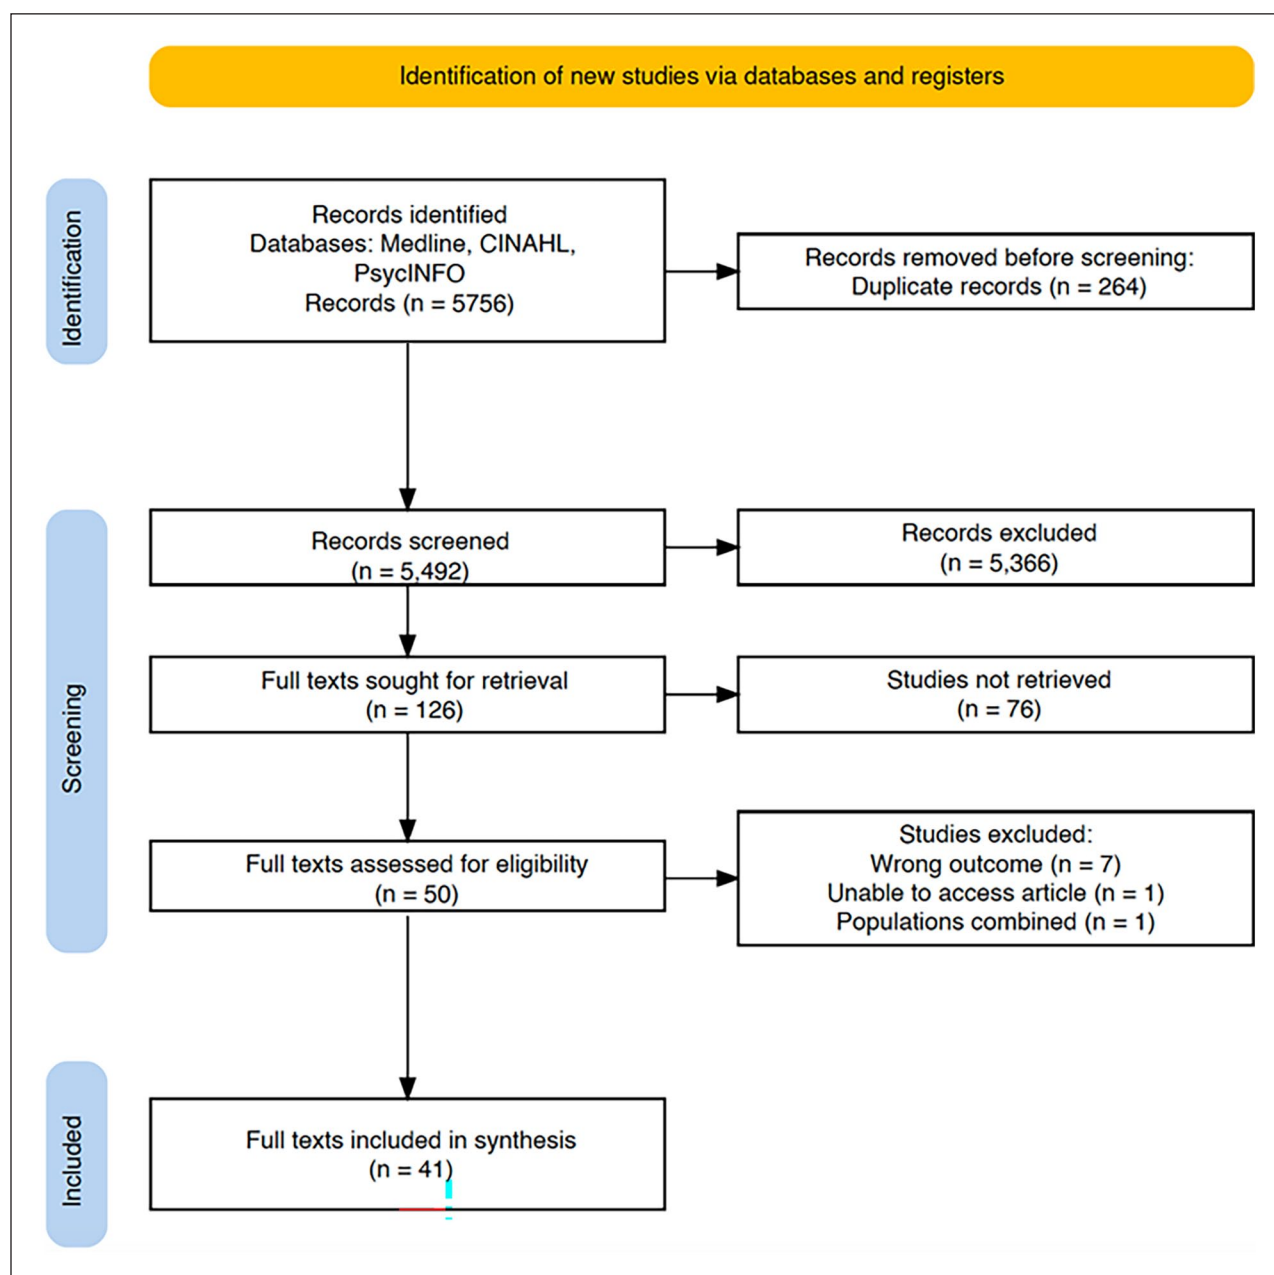 Identification of new studies via databases and registers
Identification
Records identified
Databases: Medline, CINAHL,
PsycINFO
Records (n = 5756)
Records removed before screening:
Duplicate records (n = 264)
Screening
Records screened
(n = 5,492)
Records excluded
(n = 5,366)
Full texts sought for retrieval
(n = 126)
Studies not retrieved
(n = 76)
Full texts assessed for eligibility
(n = 50)
Studies excluded:
Wrong outcome (n = 7)
Unable to access article (n = 1)
Populations combined (n = 1)
Included
Full texts included in synthesis
(n = 41)